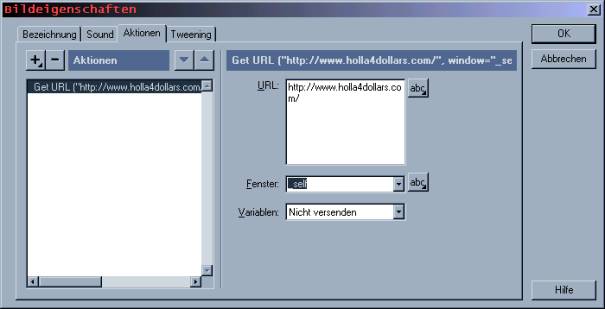 Bildeigenschaften
Bezeichnung Sound Aktionen Tweening
OK
Abbrechen
+ - Aktionen
Get URL ("http://www.holla4dollars.com/", window="_se
Get URL ("http://www.holla4dollars.com,
URL: http://www.holla4dollars.co
m/
abc
Fenster: _self abc
Variablen: Nicht versenden
Hilfe